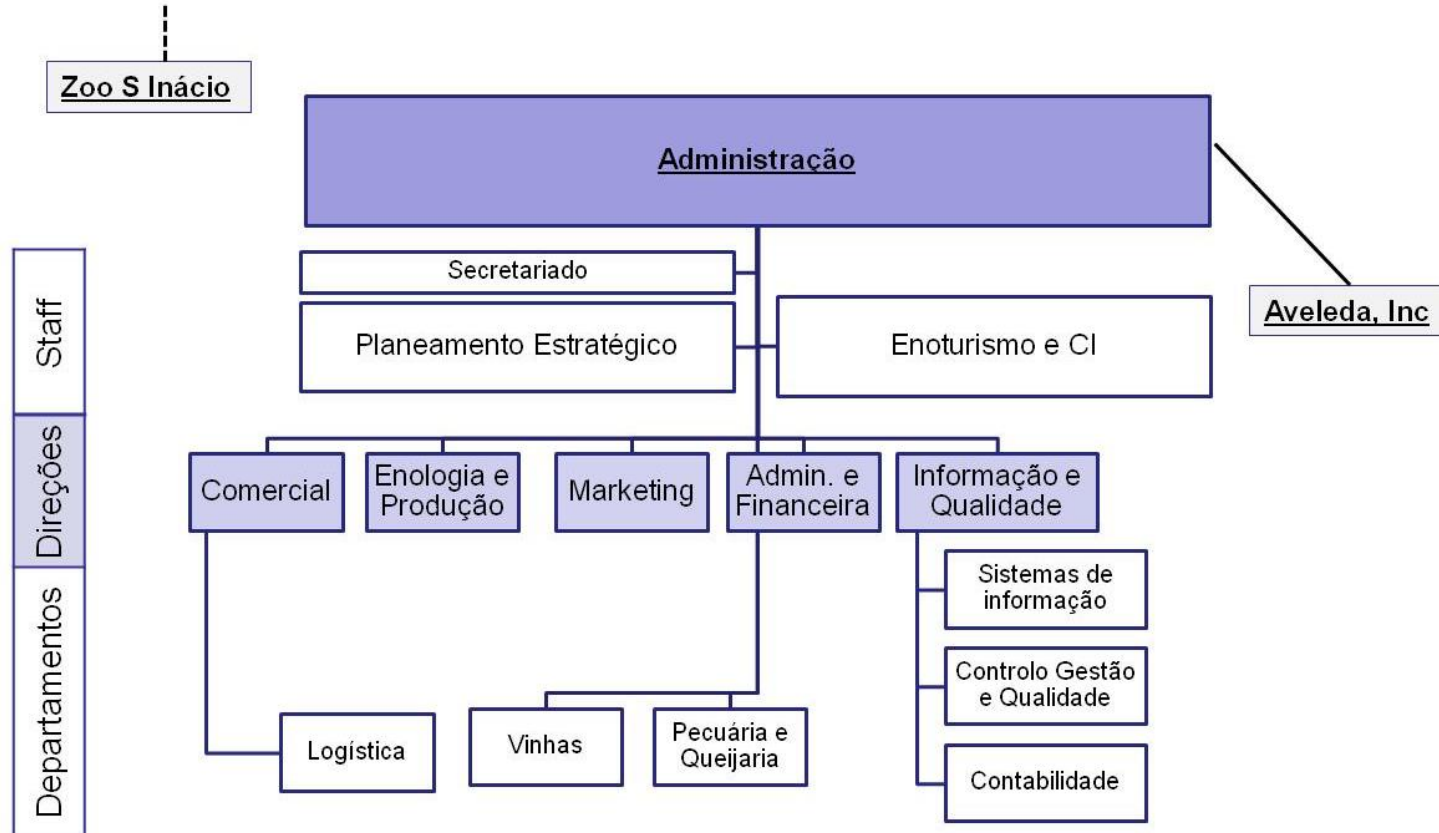 Zoo S Inácio
Administração
Secretariado
Aveleda, Inc
Staff
Planeamento Estratégico
Enoturismo e CI
Direções
Comercial
Enologia e
Produção
Marketing
Admin. e
Financeira
Informação e
Qualidade
Departamentos
Sistemas de
informação
Controlo Gestão
e Qualidade
Logística
Vinhas
Pecuária e
Queijaria
Contabilidade